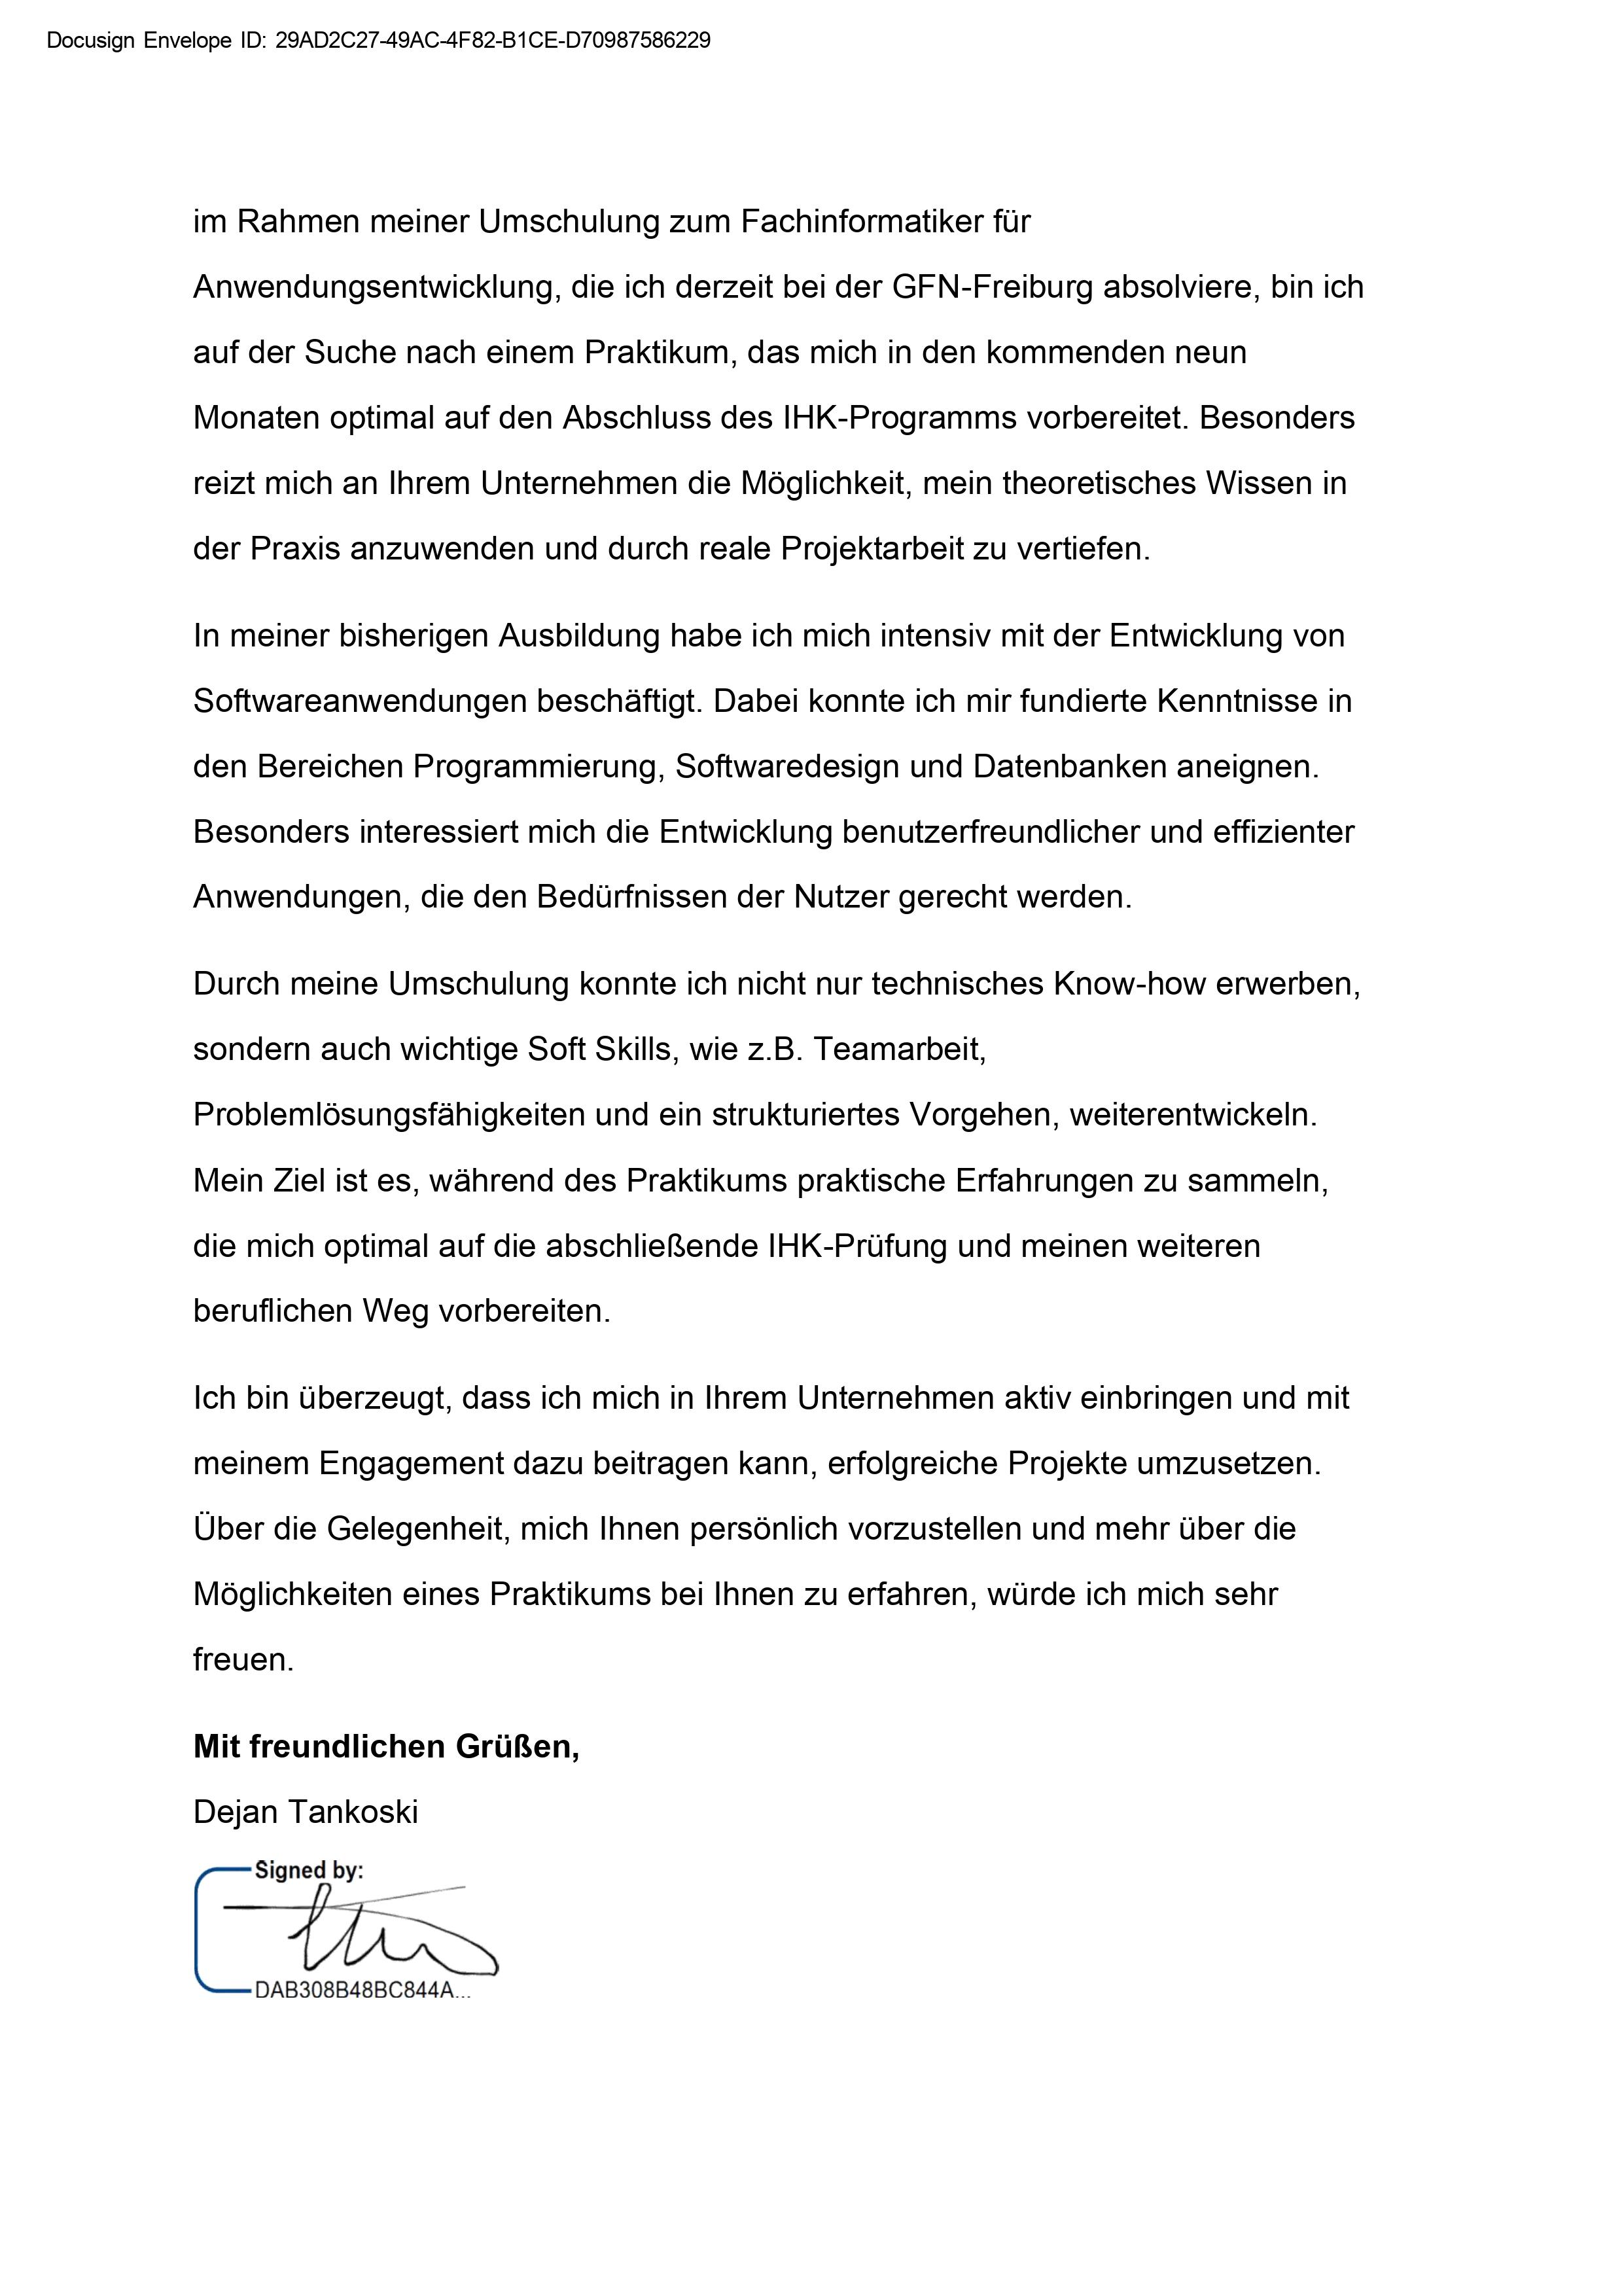 Docusign Envelope ID: 29AD2C27-49AC-4F82-B1CE-D70987586229
im Rahmen meiner Umschulung zum Fachinformatiker für
Anwendungsentwicklung, die ich derzeit bei der GFN-Freiburg absolviere, bin ich
auf der Suche nach einem Praktikum, das mich in den kommenden neun
Monaten optimal auf den Abschluss des IHK-Programms vorbereitet. Besonders
reizt mich an Ihrem Unternehmen die Möglichkeit, mein theoretisches Wissen in
der Praxis anzuwenden und durch reale Projektarbeit zu vertiefen.
In meiner bisherigen Ausbildung habe ich mich intensiv mit der Entwicklung von
Softwareanwendungen beschäftigt. Dabei konnte ich mir fundierte Kenntnisse in
den Bereichen Programmierung, Softwaredesign und Datenbanken aneignen.
Besonders interessiert mich die Entwicklung benutzerfreundlicher und effizienter
Anwendungen, die den Bedürfnissen der Nutzer gerecht werden.
Durch meine Umschulung konnte ich nicht nur technisches Know-how erwerben,
sondern auch wichtige Soft Skills, wie z.B. Teamarbeit,
Problemlösungsfähigkeiten und ein strukturiertes Vorgehen, weiterentwickeln.
Mein Ziel ist es, während des Praktikums praktische Erfahrungen zu sammeln,
die mich optimal auf die abschließende IHK-Prüfung und meinen weiteren
beruflichen Weg vorbereiten.
Ich bin überzeugt, dass ich mich in Ihrem Unternehmen aktiv einbringen und mit
meinem Engagement dazu beitragen kann, erfolgreiche Projekte umzusetzen.
Über die Gelegenheit, mich Ihnen persönlich vorzustellen und mehr über die
Möglichkeiten eines Praktikums bei Ihnen zu erfahren, würde ich mich sehr
freuen.
Mit freundlichen Grüßen,
Dejan Tankoski
Signed by:
DAB308B48BC844A...